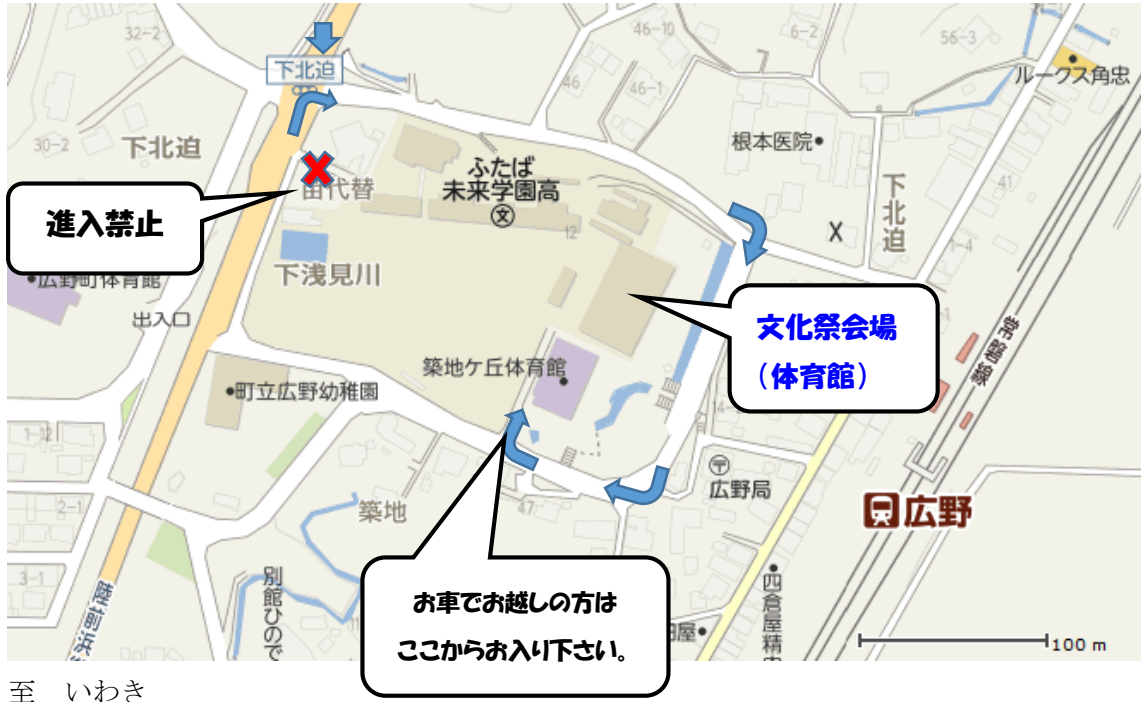 32-2
46-10
6-2
56-3
下北迫
ルークス角忠
46
46-1
根本医院
30-2
下北迫
ふたば
未来学園高
文
田代替
41
下北迫
進入禁止
12
X
1-4
広野町体育館
下浅見川
出入口
文化祭会場
(体育館)
常磐線
築地ケ丘体育館
町立広野幼稚園
14-2
1-12
広野局
2-1
築地
47
広野
3-1
お車でお越しの方は
ここからお入り下さい。
別館ひので
四倉屋精肉
屋
100 m
至 いわき